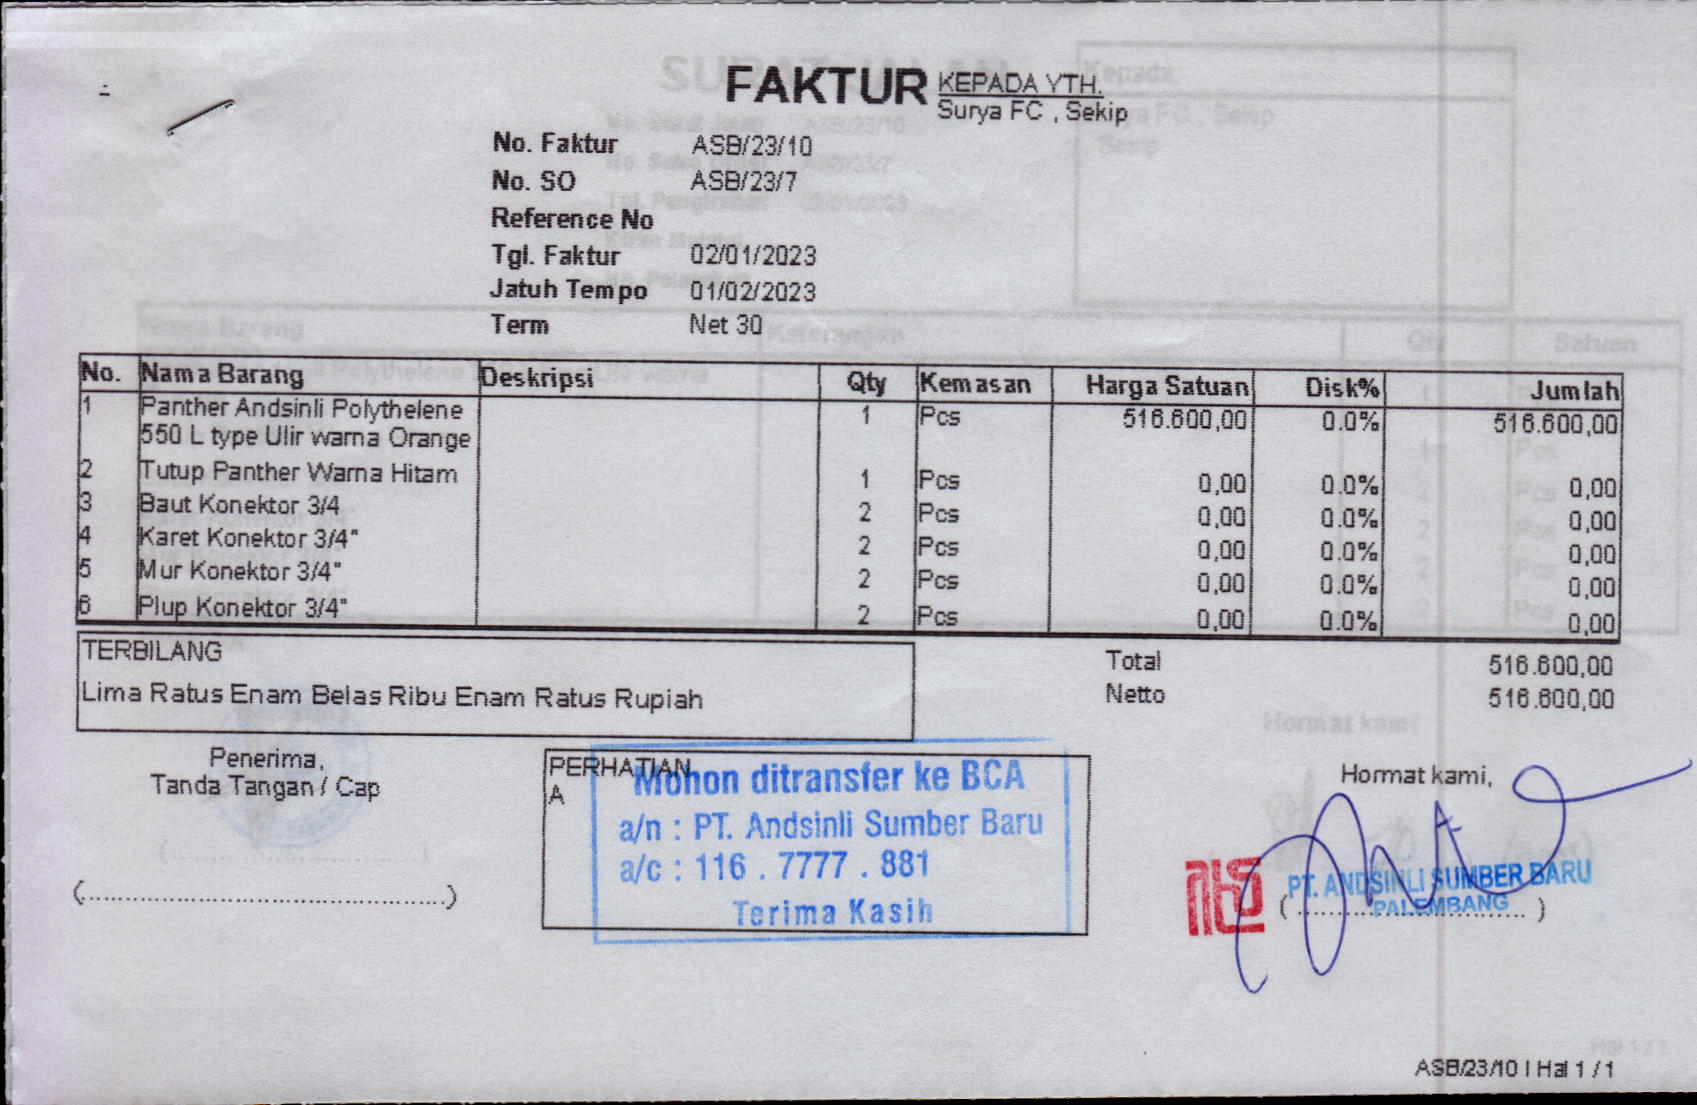 FAKTUR
KEPADA YTH.
Surya FC , Sekip
No. Faktur ASB/23/10
No. SO ASB/23/7
Reference No
Tgl. Faktur 02/01/2023
Jatuh Tempo 01/02/2023
Term Net 30
No. Nama Barang Deskripsi Qty Kemasan Harga Satuan Disk% Jumlah
1 Panther Andsinli Polythelene 1 Pcs 516.600,00 0.0% 516.600,00
550 L type Ulir warna Orange
2 Tutup Panther Warna Hitam 1 Pcs 0,00 0.0% 0,00
3 Baut Konektor 3/4 2 Pcs 0,00 0.0% 0,00
4 Karet Konektor 3/4" 2 Pcs 0,00 0.0% 0,00
5 Mur Konektor 3/4" 2 Pcs 0,00 0.0% 0,00
6 Plup Konektor 3/4" 2 Pcs 0,00 0.0% 0,00
TERBILANG
Lima Ratus Enam Belas Ribu Enam Ratus Rupiah
Total 516.600,00
Netto 516.600,00
Penerima,
Tanda Tangan / Cap
(................................................)
PERHATIAN
A
Mohon ditransfer ke BCA
a/n : PT. Andsinli Sumber Baru
a/c : 116 . 7777 . 881
Terima Kasih
Hormat kami,
PT. ANDSINLI SUMBER BARU
PALEMBANG
(................................)
ASB/23/10 | Hal 1 / 1